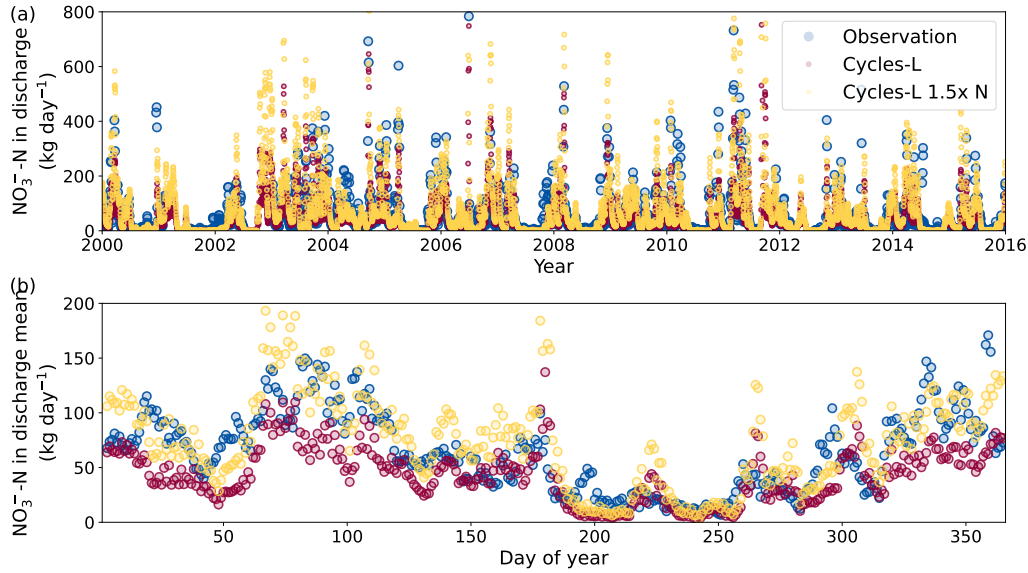 (a)
NO₃⁻-N in discharge
(kg day⁻¹)
800
600
400
200
0
Observation
Cycles-L
Cycles-L 1.5x N
2000 2002 2004 2006 2008 2010 2012 2014 2016
Year
(b)
NO₃⁻-N in discharge mean
(kg day⁻¹)
200
150
100
50
0
50 100 150 200 250 300 350
Day of year